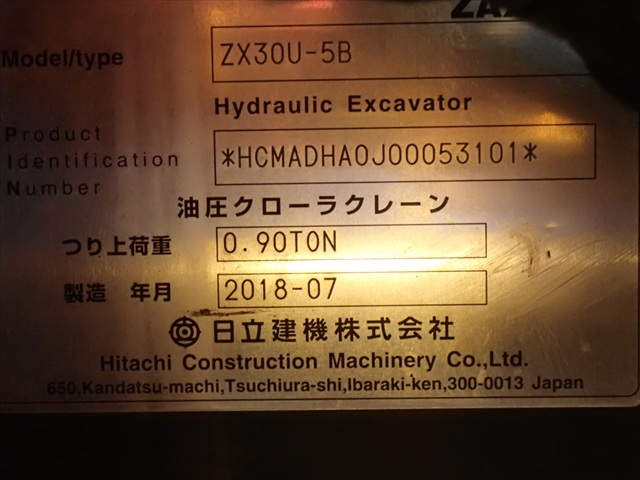 Model/type ZX30U-5B
Hydraulic Excavator
Product
Identification *HCMADHA0J00053101*
Number
油圧クローラクレーン
つり上荷重 0.90TON
製造 年月 2018-07
日立建機株式会社
Hitachi Construction Machinery Co.,Ltd.
650,Kandatsu-machi,Tsuchiura-shi,Ibaraki-ken,300-0013 Japan